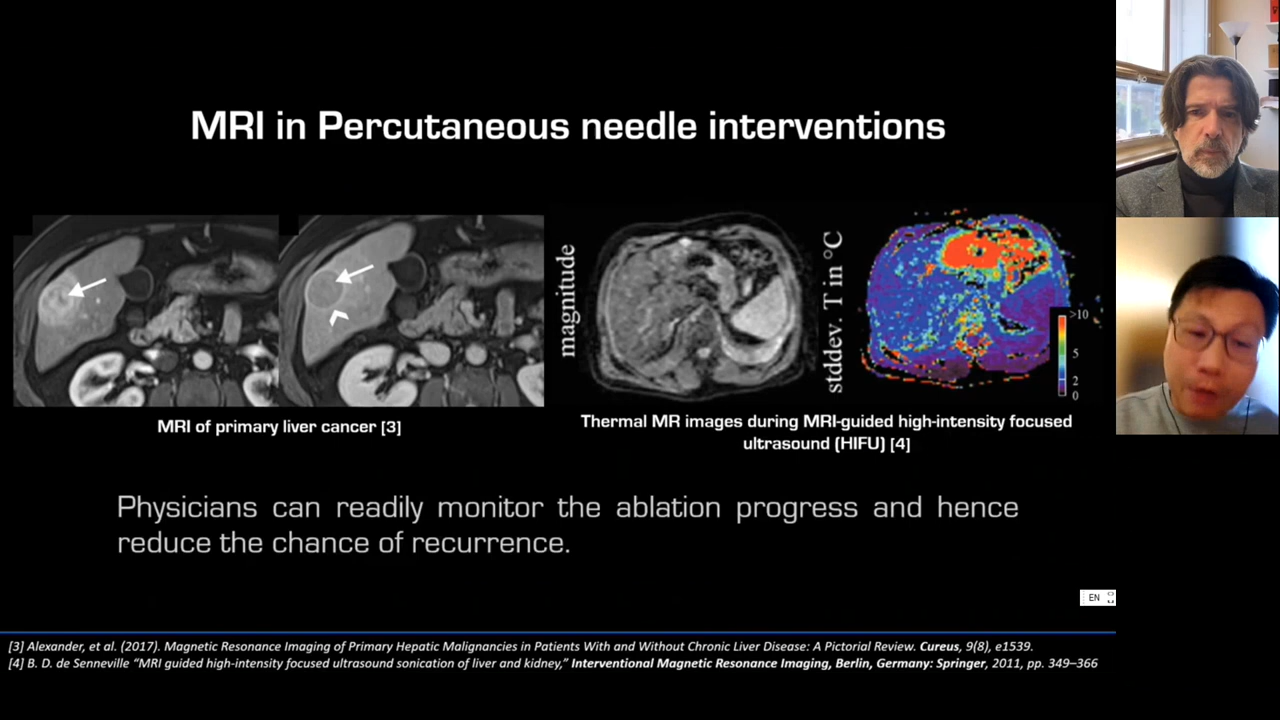 MRI in Percutaneous needle interventions
magnitude
stddev. T in °C
>10
5
2
0
MRI of primary liver cancer [3]
Thermal MR images during MRI-guided high-intensity focused
ultrasound (HIFU) [4]
Physicians can readily monitor the ablation progress and hence
reduce the chance of recurrence.
EN
[3] Alexander, et al. (2017). Magnetic Resonance Imaging of Primary Hepatic Malignancies in Patients With and Without Chronic Liver Disease: A Pictorial Review. Cureus, 9(8), e1539.
[4] B. D. de Senneville “MRI guided high-intensity focused ultrasound sonication of liver and kidney,” Interventional Magnetic Resonance Imaging, Berlin, Germany: Springer, 2011, pp. 349–366